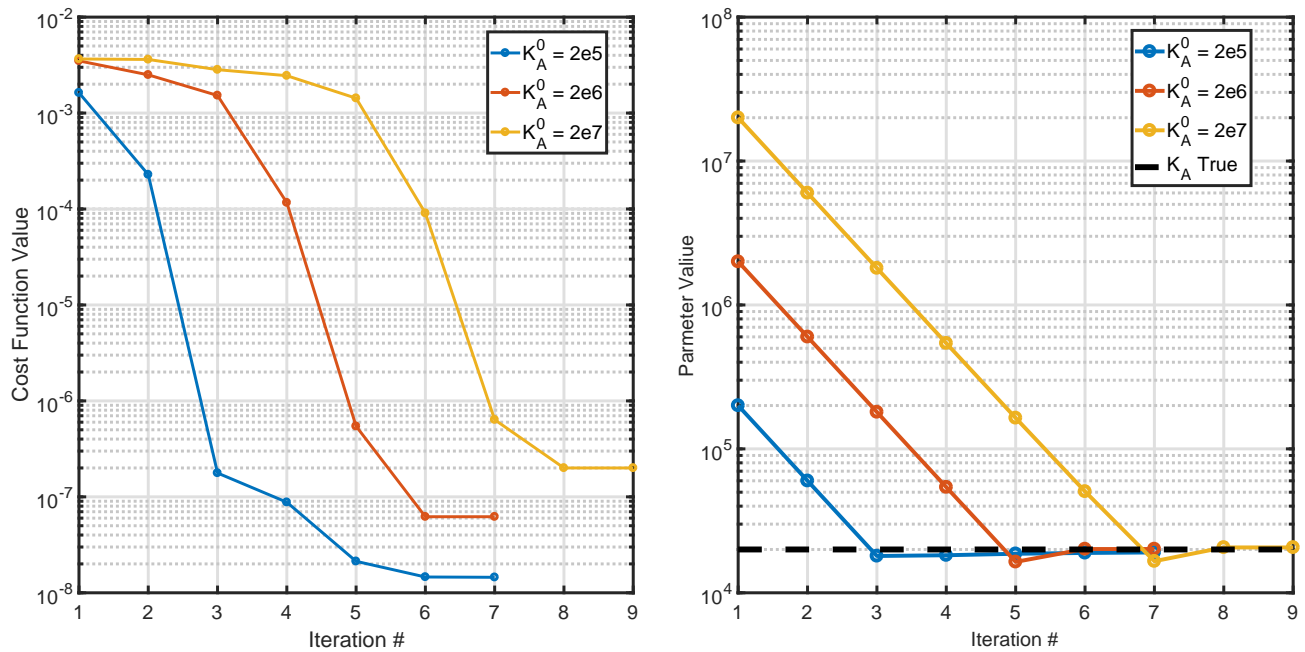 10^-2
10^-3
10^-4
10^-5
10^-6
10^-7
10^-8
Cost Function Value
1 2 3 4 5 6 7 8 9
Iteration #
K_A^0 = 2e5
K_A^0 = 2e6
K_A^0 = 2e7
10^8
10^7
10^6
10^5
10^4
Parmeter Valiue
1 2 3 4 5 6 7 8 9
Iteration #
K_A^0 = 2e5
K_A^0 = 2e6
K_A^0 = 2e7
K_A True